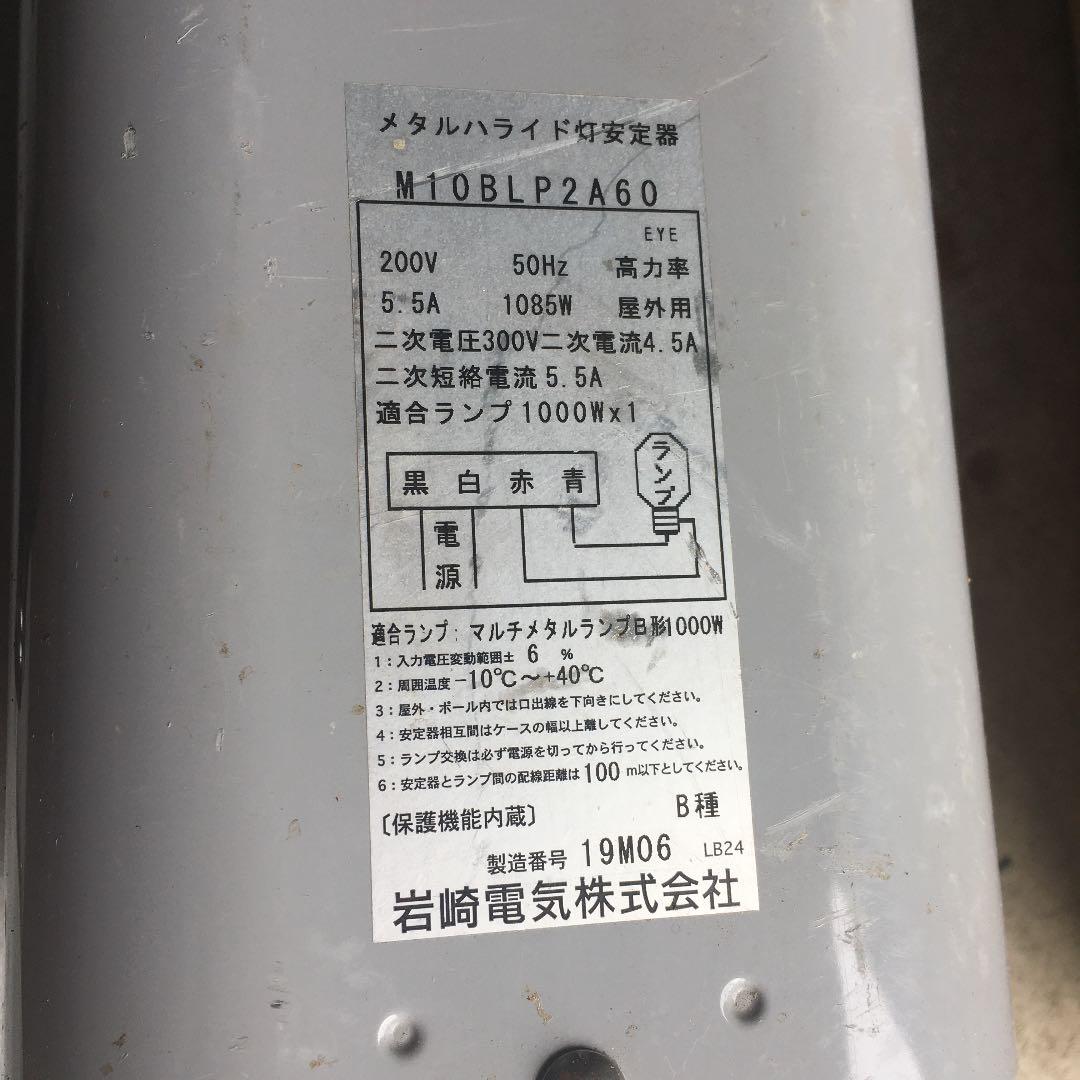 メタルハライド灯安定器
M10BLP2A60
EYE
200V 50Hz 高力率
5.5A 1085W 屋外用
二次電圧300V二次電流4.5A
二次短絡電流5.5A
適合ランプ1000Wx1
黒 白 赤 青
ランプ
電源
適合ランプ: マルチメタルランプB形1000W
1:入力電圧変動範囲± 6 %
2:周囲温度-10℃～+40℃
3:屋外・ポール内では口出線を下向きにしてください。
4:安定器相互間はケースの幅以上離してください。
5:ランプ交換は必ず電源を切ってから行ってください。
6:安定器とランプ間の配線距離は100 m以下としてください。
〔保護機能内蔵〕 B種
製造番号 19M06 LB24
岩崎電気株式会社